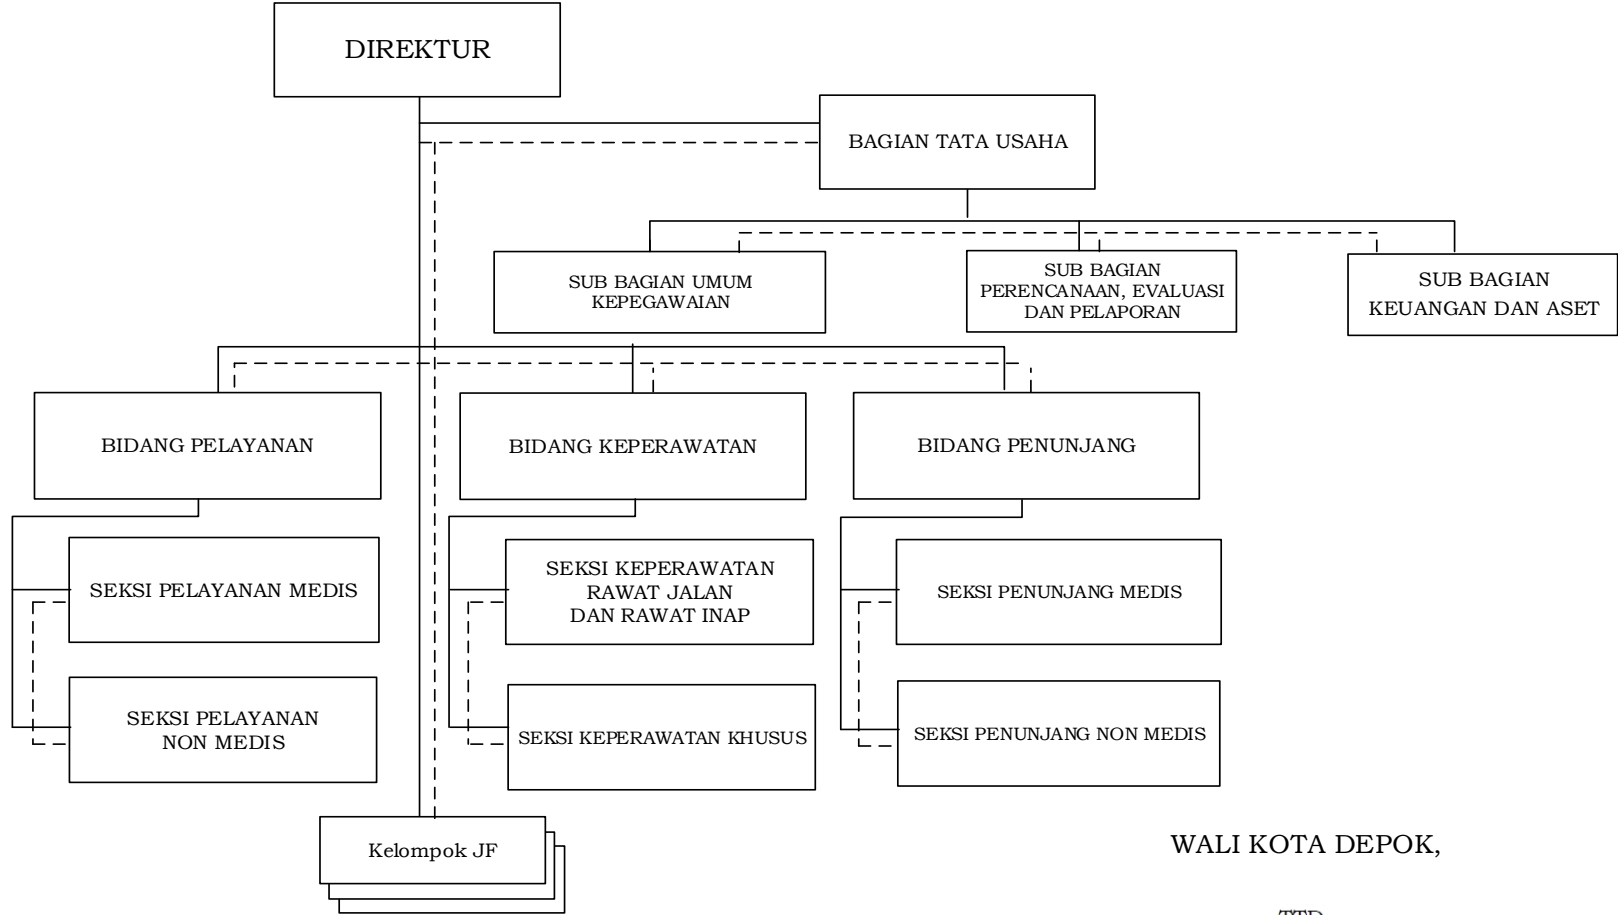 DIREKTUR
BAGIAN TATA USAHA
SUB BAGIAN UMUM
KEPEGAWAIAN
SUB BAGIAN
PERENCANAAN, EVALUASI
DAN PELAPORAN
SUB BAGIAN
KEUANGAN DAN ASET
BIDANG PELAYANAN
BIDANG KEPERAWATAN
BIDANG PENUNJANG
SEKSI PELAYANAN MEDIS
SEKSI KEPERAWATAN
RAWAT JALAN
DAN RAWAT INAP
SEKSI PENUNJANG MEDIS
SEKSI PELAYANAN
NON MEDIS
SEKSI KEPERAWATAN KHUSUS
SEKSI PENUNJANG NON MEDIS
Kelompok JF
WALI KOTA DEPOK,